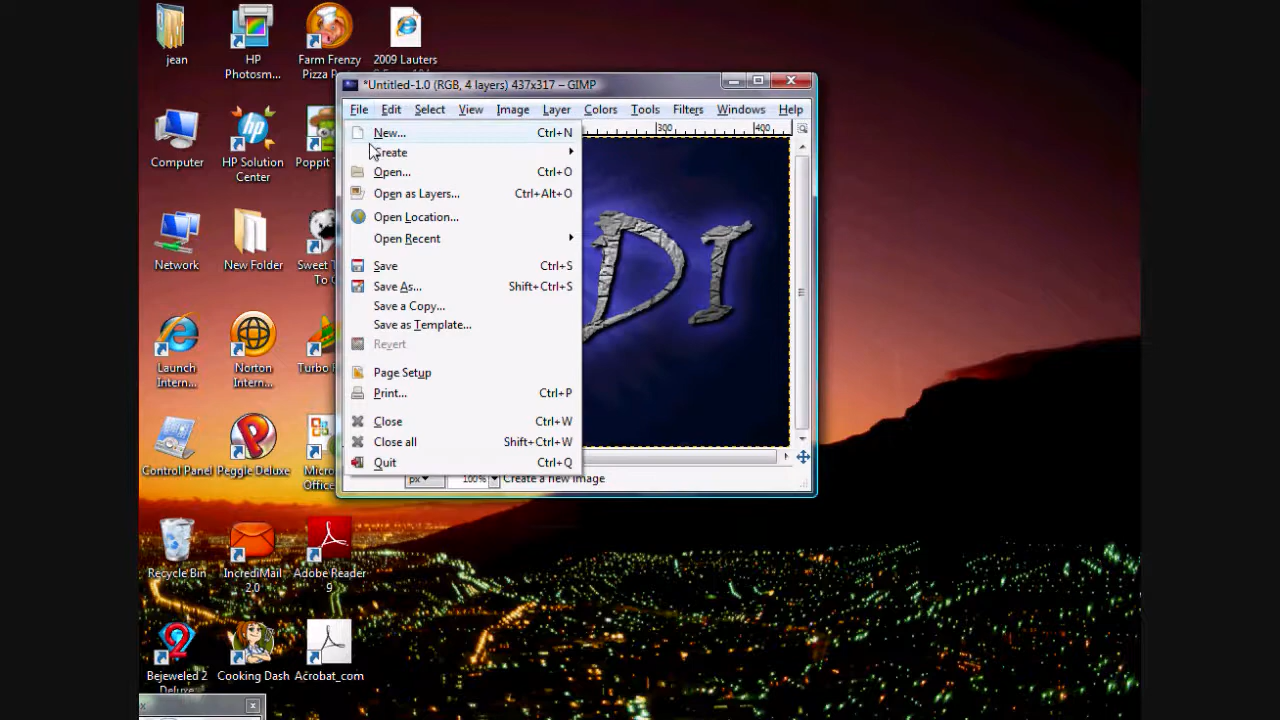 jean
HP Photosm...
Farm Frenzy Pizza
2009 Lauters
*Untitled-1.0 (RGB, 4 layers) 437x317 – GIMP
File Edit Select View Image Layer Colors Tools Filters Windows Help
300 400
New... Ctrl+N
Create
Open... Ctrl+O
Open as Layers... Ctrl+Alt+O
Open Location...
Open Recent
Save Ctrl+S
Save As... Shift+Ctrl+S
Save a Copy...
Save as Template...
Revert
Page Setup
Print... Ctrl+P
Close Ctrl+W
Close all Shift+Ctrl+W
Quit Ctrl+Q
DI
px 100% Create a new image
Computer
HP Solution Center
Poppit
Network
New Folder
Sweet
To
Launch Intern...
Norton Intern...
Turbo
Control Panel
Peggle Deluxe
Micro
Office
Recycle Bin
IncrediMail 2.0
Adobe Reader 9
Bejeweled 2 Deluxe
Cooking Dash
Acrobat_com